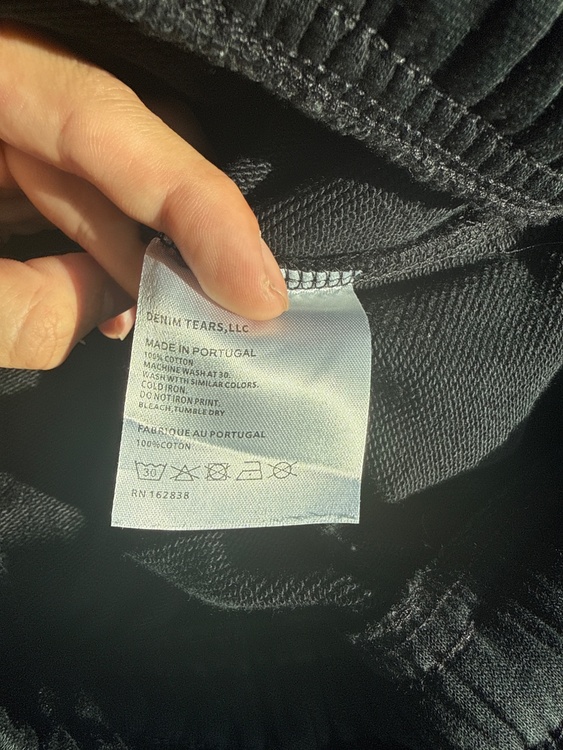 DENIM TEARS,LLC
MADE IN PORTUGAL
100% COTTON
MACHINE WASH AT 30.
WASH WITH SIMILAR COLORS.
COLD IRON.
DO NOT IRON PRINT.
BLEACH,TUMBLE DRY
FABRIQUE AU PORTUGAL
100%COTON
30
RN 162838